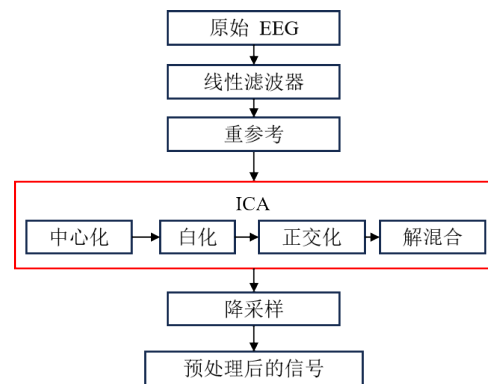 原始 EEG
线性滤波器
重参考
ICA
中心化
白化
正交化
解混合
降采样
预处理后的信号